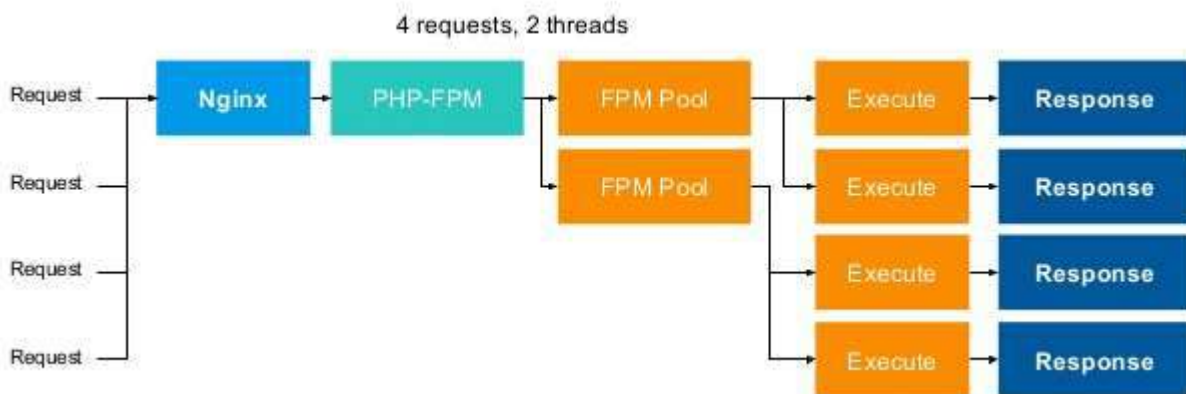 4 requests, 2 threads
Request Nginx PHP-FPM FPM Pool Execute Response
Request FPM Pool Execute Response
Request Execute Response
Request Execute Response